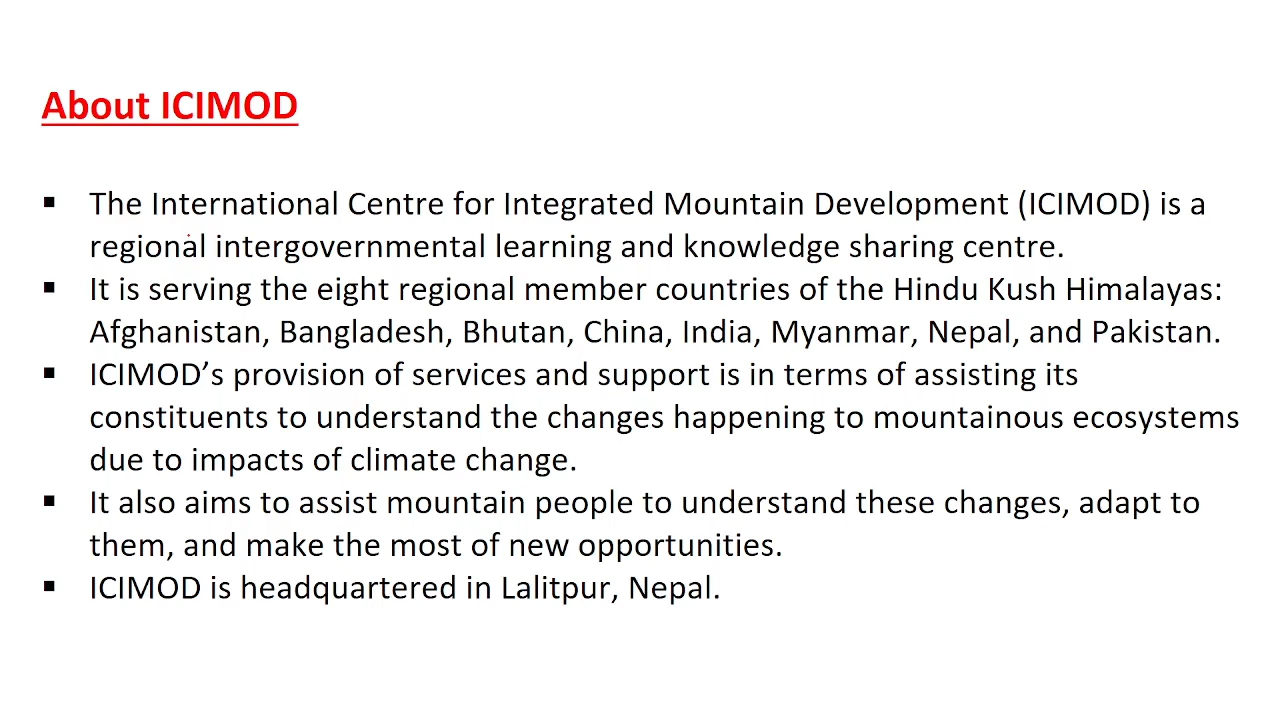 About ICIMOD
▪ The International Centre for Integrated Mountain Development (ICIMOD) is a
regional intergovernmental learning and knowledge sharing centre.
▪ It is serving the eight regional member countries of the Hindu Kush Himalayas:
Afghanistan, Bangladesh, Bhutan, China, India, Myanmar, Nepal, and Pakistan.
▪ ICIMOD’s provision of services and support is in terms of assisting its
constituents to understand the changes happening to mountainous ecosystems
due to impacts of climate change.
▪ It also aims to assist mountain people to understand these changes, adapt to
them, and make the most of new opportunities.
▪ ICIMOD is headquartered in Lalitpur, Nepal.